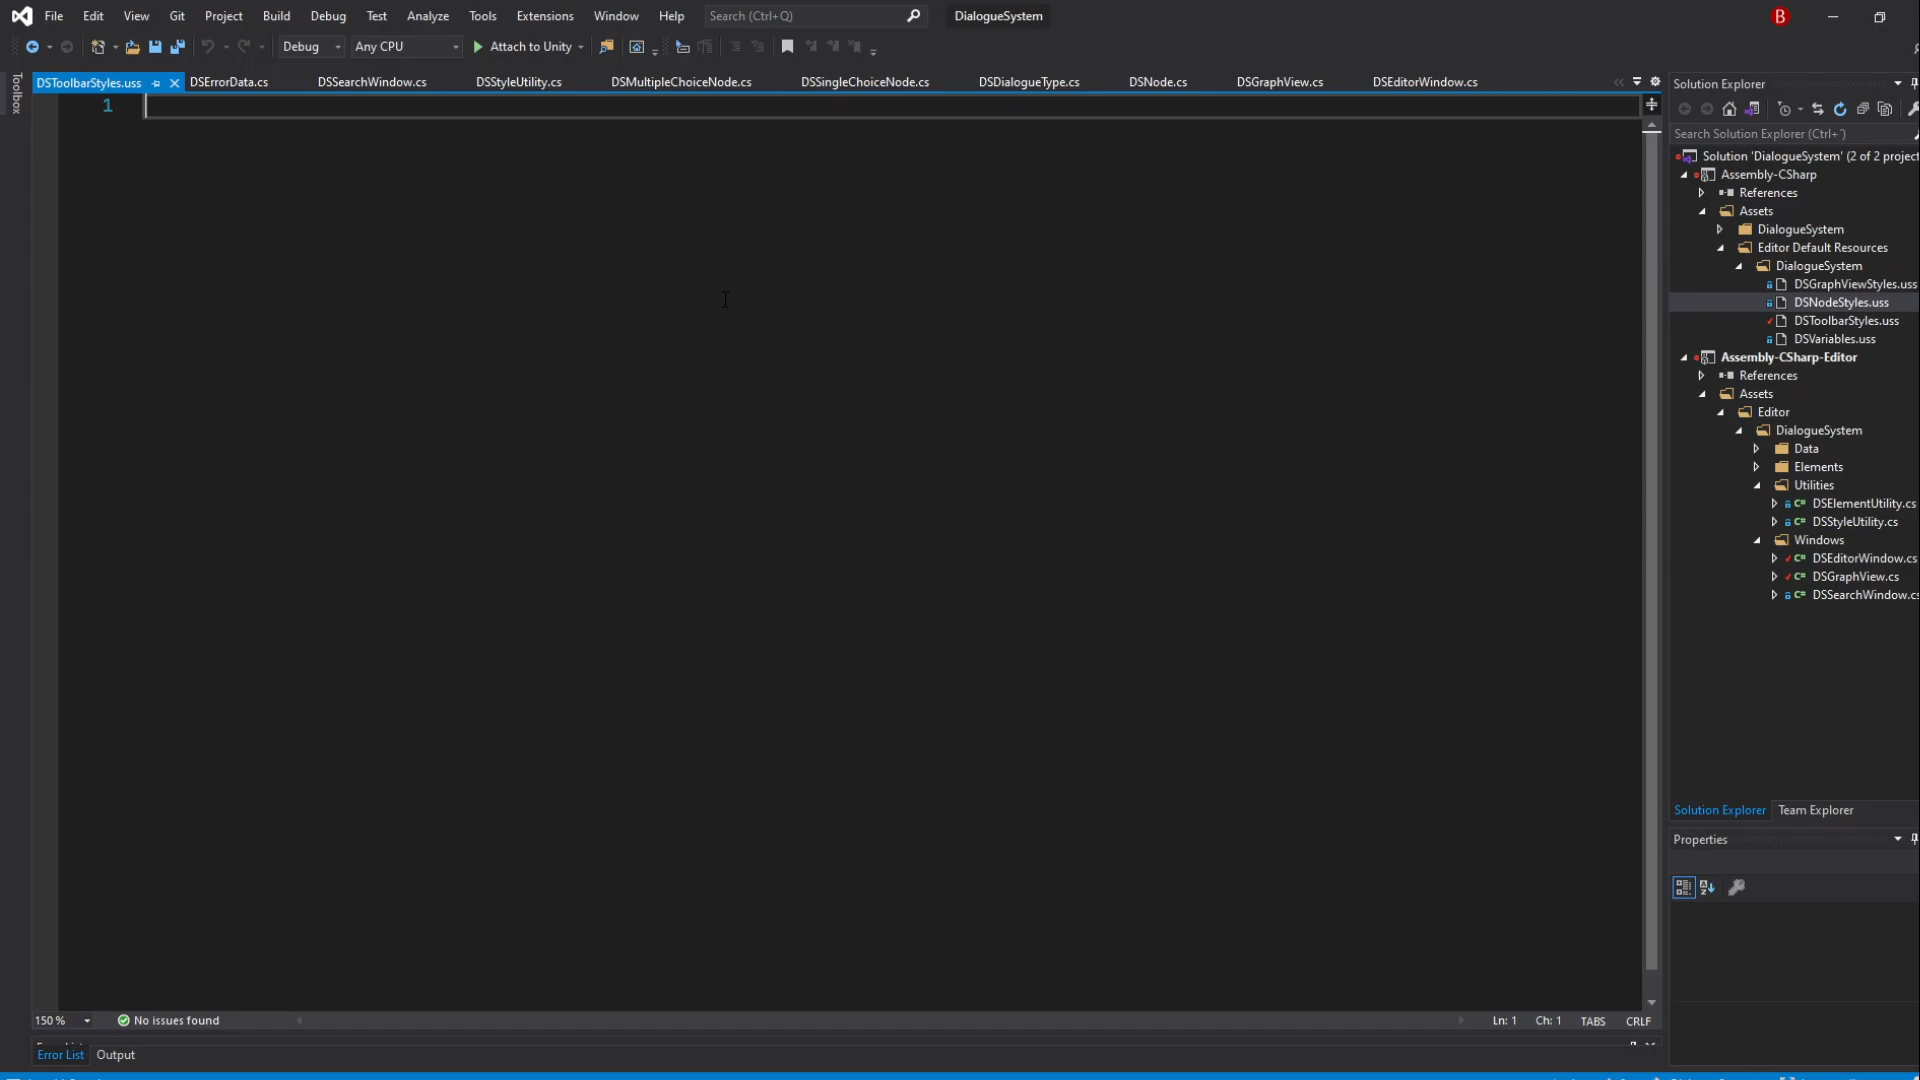 File Edit View Git Project Build Debug Test Analyze Tools Extensions Window Help Search (Ctrl+Q) DialogueSystem B
Debug Any CPU Attach to Unity
Toolbox
DSToolbarStyles.uss DSErrorData.cs DSSearchWindow.cs DSStyleUtility.cs DSMultipleChoiceNode.cs DSSingleChoiceNode.cs DSDialogueType.cs DSNode.cs DSGraphView.cs DSEditorWindow.cs
1
Solution Explorer
Search Solution Explorer (Ctrl+')
Solution 'DialogueSystem' (2 of 2 project
Assembly-CSharp
References
Assets
DialogueSystem
Editor Default Resources
DialogueSystem
DSGraphViewStyles.uss
DSNodeStyles.uss
DSToolbarStyles.uss
DSVariables.uss
Assembly-CSharp-Editor
References
Assets
Editor
DialogueSystem
Data
Elements
Utilities
C# DSElementUtility.cs
C# DSStyleUtility.cs
Windows
C# DSEditorWindow.cs
C# DSGraphView.cs
C# DSSearchWindow.cs
Solution Explorer Team Explorer
Properties
150 % No issues found Ln: 1 Ch: 1 TABS CRLF
Error List Output